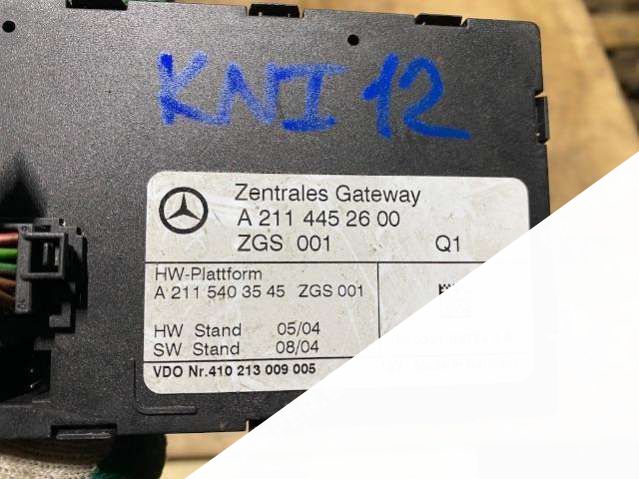 KNI 12
Zentrales Gateway
A 211 445 26 00
ZGS 001 Q1
HW-Plattform
A 211 540 35 45 ZGS 001
HW Stand 05/04
SW Stand 08/04
VDO Nr.410 213 009 005